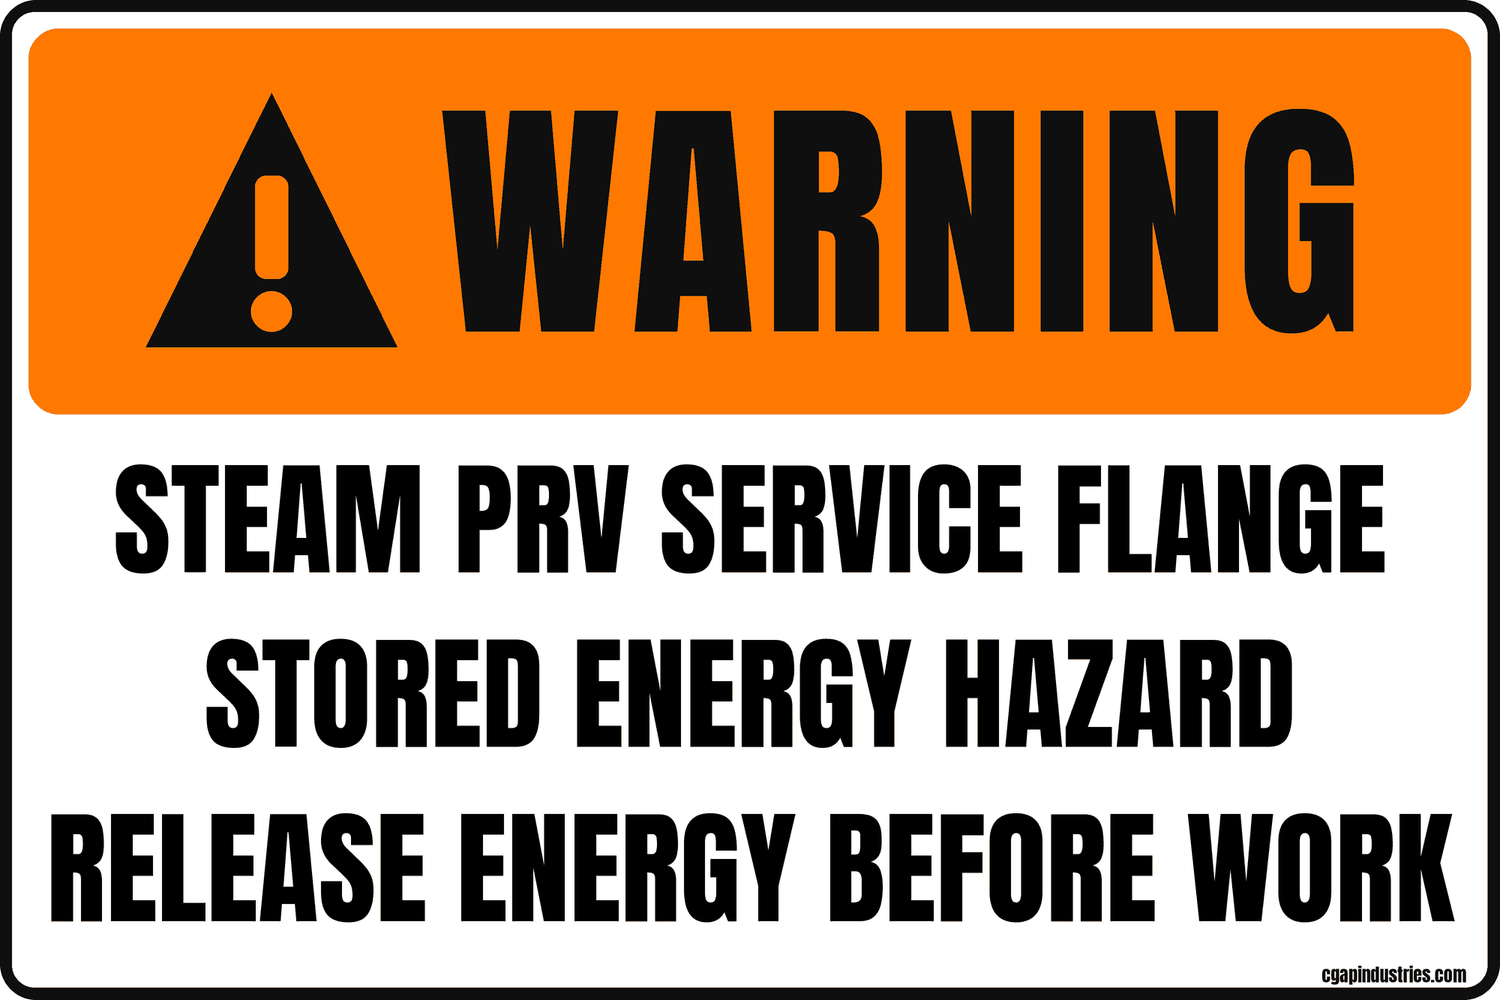 WARNING
STEAM PRV SERVICE FLANGE
STORED ENERGY HAZARD
RELEASE ENERGY BEFORE WORK
cgapindustries.com